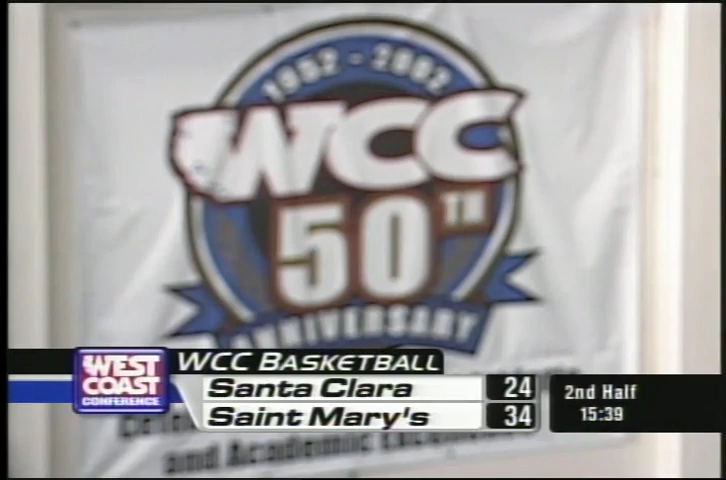 1952 - 2002
WCC
50TH
ANNIVERSARY
WEST
COAST
CONFERENCE
WCC BASKETBALL
Santa Clara 24
Saint Mary's 34
2nd Half
15:39
and Academic